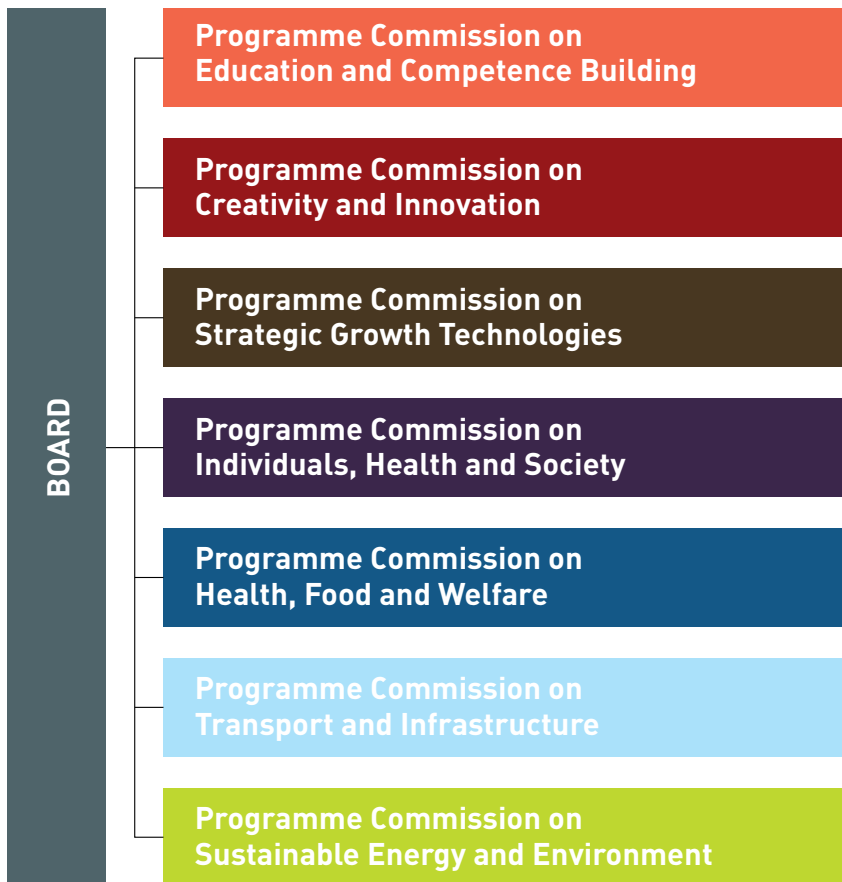 BOARD
Programme Commission on
Education and Competence Building
Programme Commission on
Creativity and Innovation
Programme Commission on
Strategic Growth Technologies
Programme Commission on
Individuals, Health and Society
Programme Commission on
Health, Food and Welfare
Programme Commission on
Transport and Infrastructure
Programme Commission on
Sustainable Energy and Environment